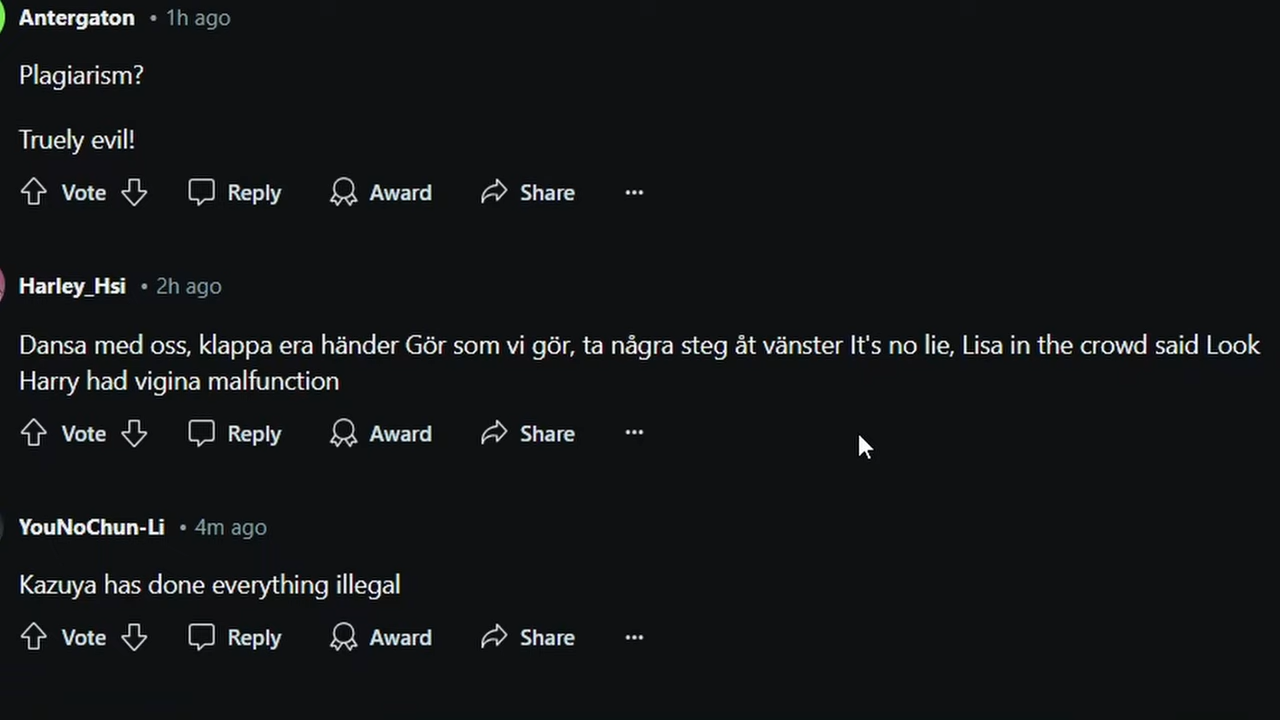 Antergaton • 1h ago
Plagiarism?
Truely evil!
Vote Reply Award Share ...
Harley_Hsi • 2h ago
Dansa med oss, klappa era händer Gör som vi gör, ta några steg åt vänster It's no lie, Lisa in the crowd said Look
Harry had vigina malfunction
Vote Reply Award Share ...
YouNoChun-Li • 4m ago
Kazuya has done everything illegal
Vote Reply Award Share ...